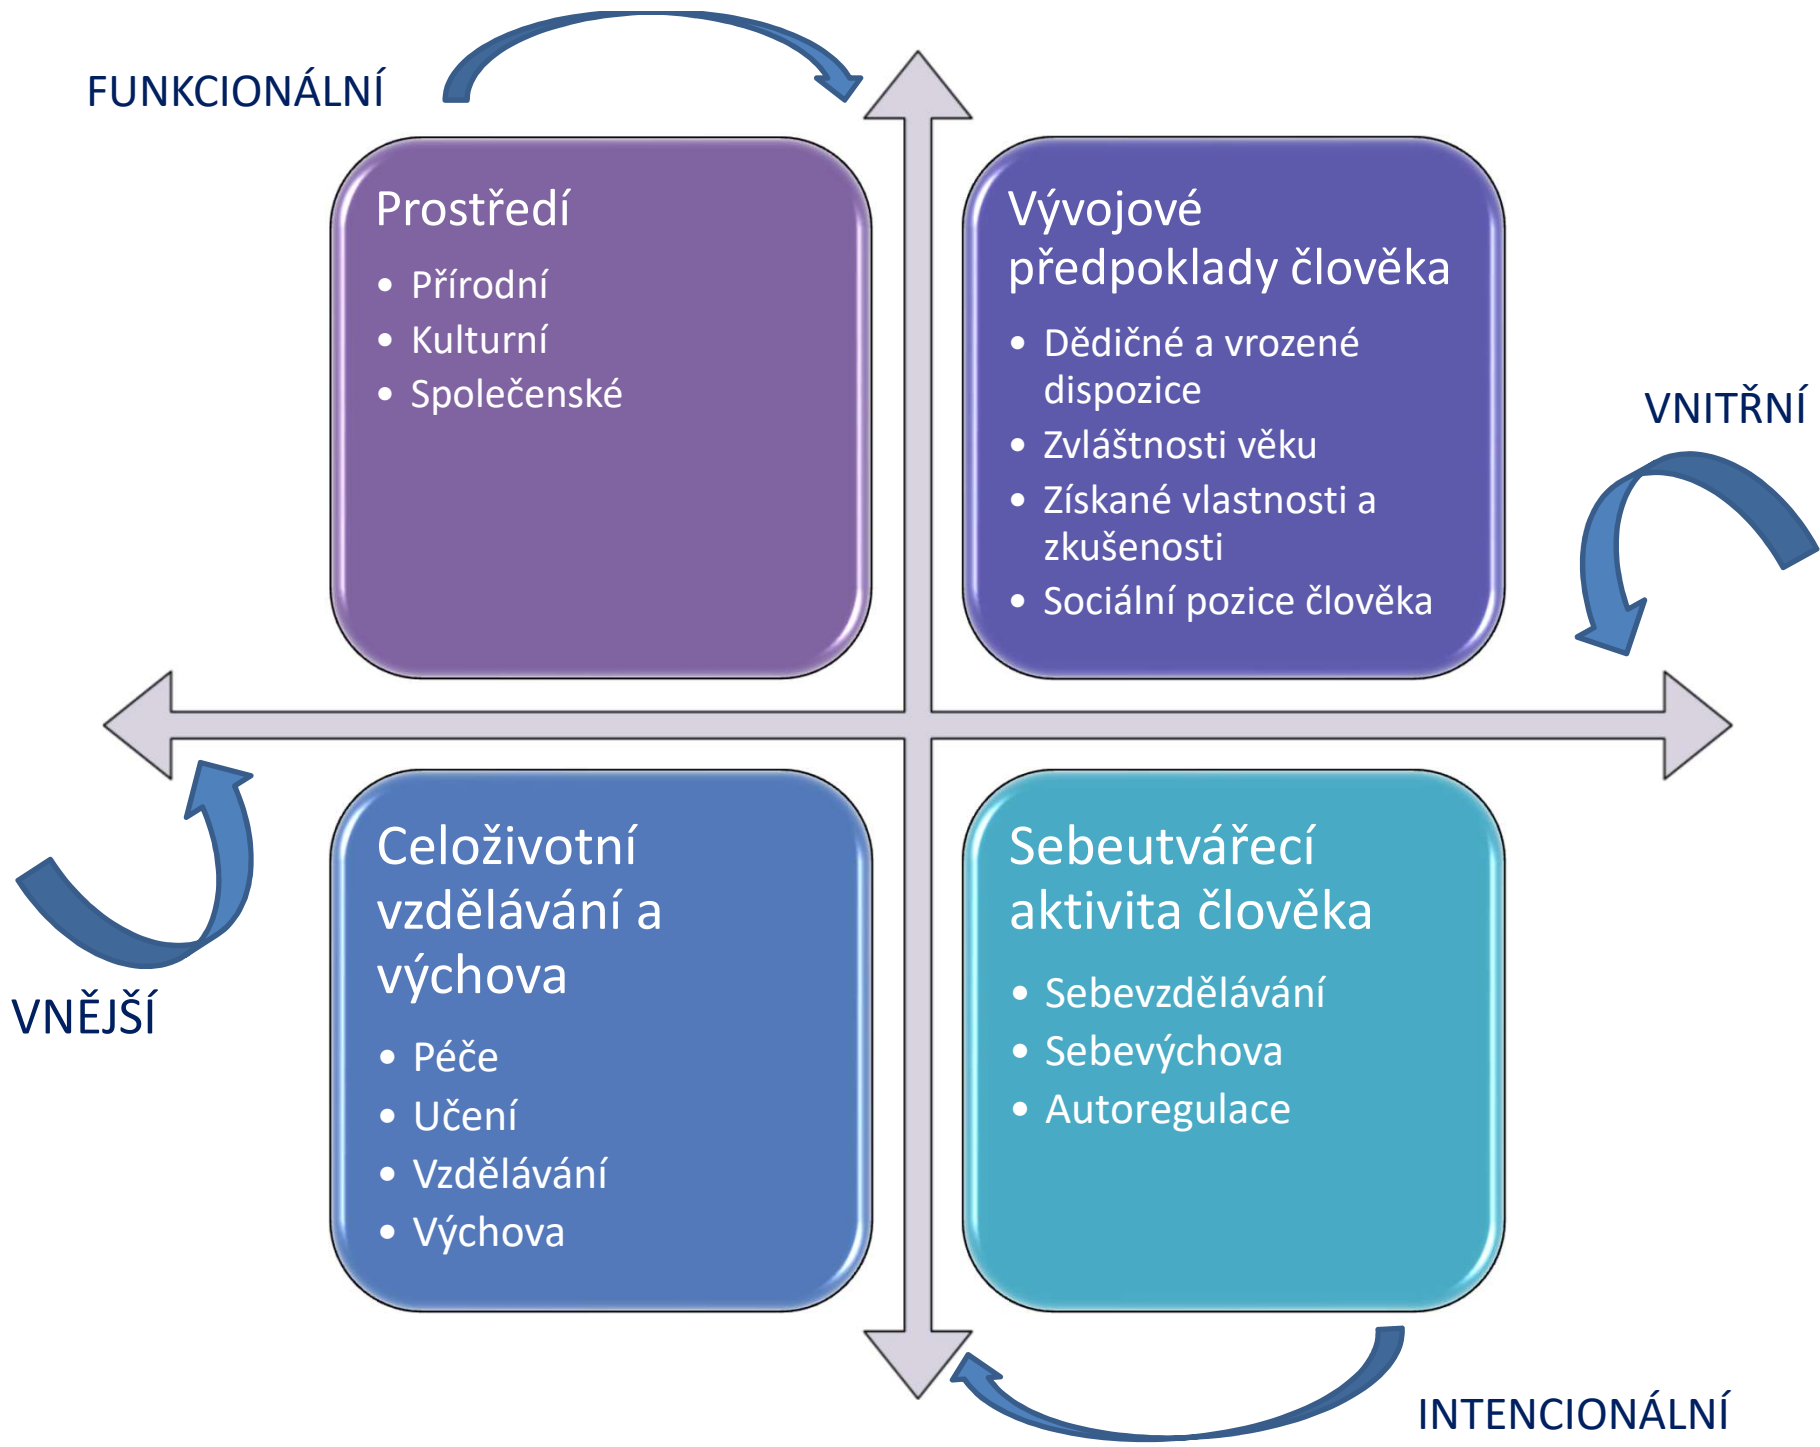 FUNKCIONÁLNÍ
Prostředí
• Přírodní
• Kulturní
• Společenské
Vývojové
předpoklady člověka
• Dědičné a vrozené
dispozice
• Zvláštnosti věku
• Získané vlastnosti a
zkušenosti
• Sociální pozice člověka
VNITŘNÍ
Celoživotní
vzdělávání a
výchova
• Péče
• Učení
• Vzdělávání
• Výchova
VNĚJŠÍ
Sebeutvářecí
aktivita člověka
• Sebevzdělávání
• Sebevýchova
• Autoregulace
INTENCIONÁLNÍ